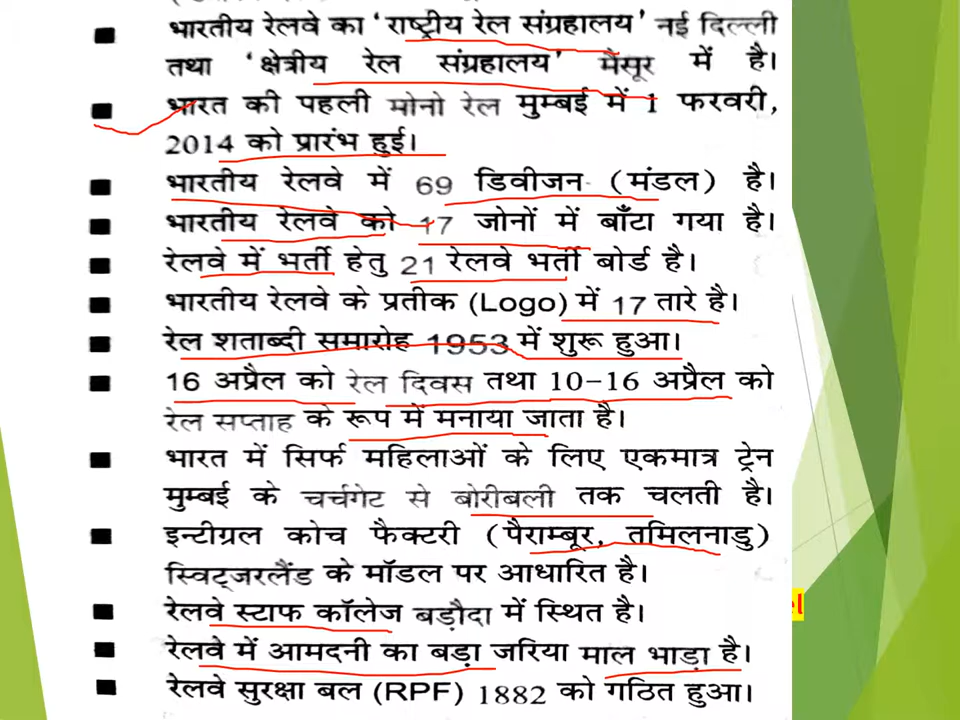 भारतीय रेलवे का ‘राष्ट्रीय रेल संग्रहालय’ नई दिल्ली
तथा ‘क्षेत्रीय रेल संग्रहालय’ मैसूर में है।
भारत की पहली मोनो रेल मुम्बई में 1 फरवरी,
2014 को प्रारंभ हुई।
भारतीय रेलवे में 69 डिवीजन (मंडल) है।
भारतीय रेलवे को 17 जोनों में बाँटा गया है।
रेलवे में भर्ती हेतु 21 रेलवे भर्ती बोर्ड है।
भारतीय रेलवे के प्रतीक (Logo) में 17 तारे है।
रेल शताब्दी समारोह 1953 में शुरू हुआ।
16 अप्रैल को रेल दिवस तथा 10–16 अप्रैल को
रेल सप्ताह के रूप में मनाया जाता है।
भारत में सिर्फ महिलाओं के लिए एकमात्र ट्रेन
मुम्बई के चर्चगेट से बोरीबली तक चलती है।
इन्टीग्रल कोच फैक्टरी (पैराम्बूर, तमिलनाडु)
स्विट्जरलैंड के मॉडल पर आधारित है।
रेलवे स्टाफ कॉलेज बड़ौदा में स्थित है।
रेलवे में आमदनी का बड़ा जरिया माल भाड़ा है।
रेलवे सुरक्षा बल (RPF) 1882 को गठित हुआ।